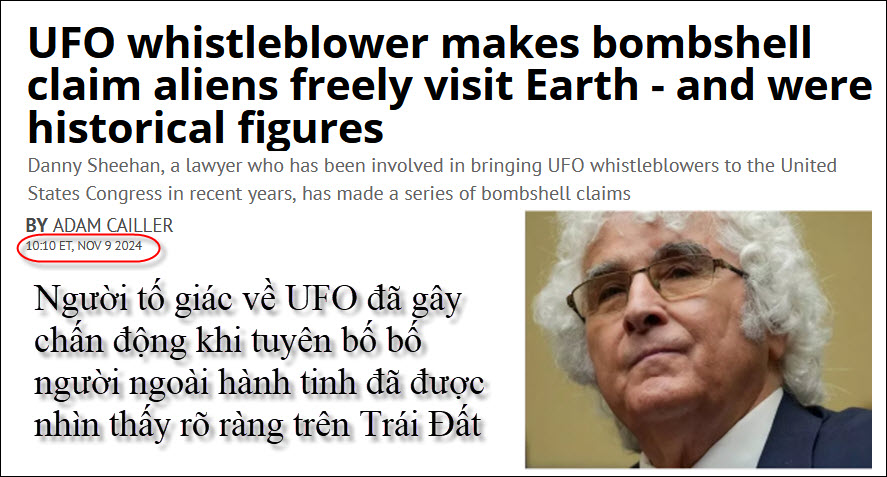 UFO whistleblower makes bombshell
claim aliens freely visit Earth - and were
historical figures
Danny Sheehan, a lawyer who has been involved in bringing UFO whistleblowers to the United
States Congress in recent years, has made a series of bombshell claims
BY ADAM CAILLER
10:10 ET, NOV 9 2024
Người tố giác về UFO đã gây
chấn động khi tuyên bố bố
người ngoài hành tinh đã được
nhìn thấy rõ ràng trên Trái Đất